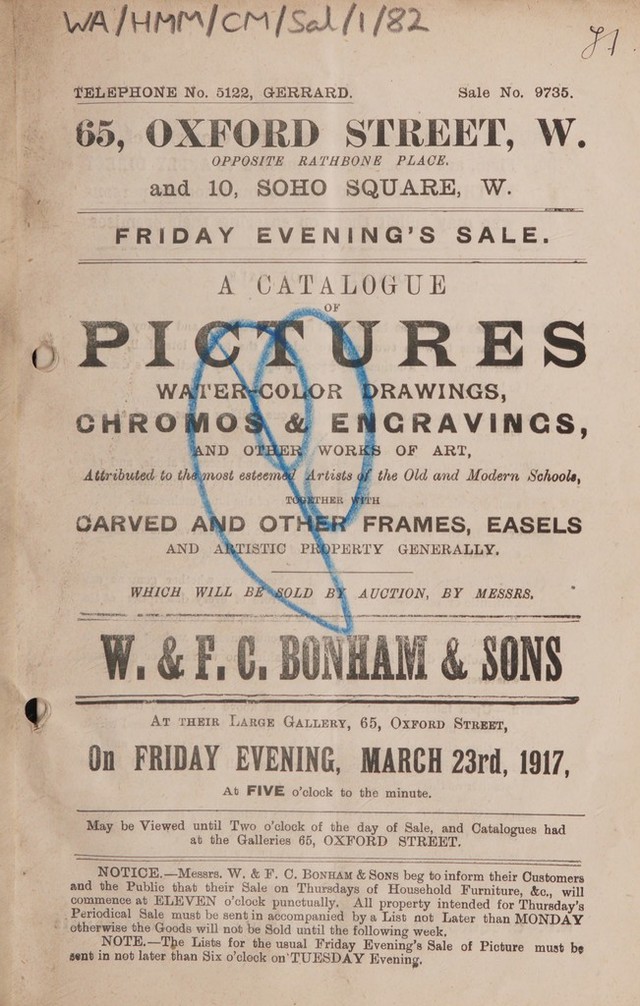 WA/HMM/CM/Sal/1/82
TELEPHONE No. 5122, GERRARD. Sale No. 9735.
65, OXFORD STREET, W.
OPPOSITE RATHBONE PLACE.
and 10, SOHO SQUARE, W.
FRIDAY EVENING'S SALE.
A CATALOGUE
OF
PICTURES
WATER-COLOR DRAWINGS,
CHROMOS & ENGRAVINGS,
AND OTHER WORKS OF ART,
Attributed to the most esteemed Artists of the Old and Modern Schools,
TOGETHER WITH
CARVED AND OTHER FRAMES, EASELS
AND ARTISTIC PROPERTY GENERALLY.
WHICH WILL BE SOLD BY AUCTION, BY MESSRS.
W. & F. C. BONHAM & SONS
AT THEIR LARGE GALLERY, 65, OXFORD STREET,
On FRIDAY EVENING, MARCH 23rd, 1917,
At FIVE o'clock to the minute.
May be Viewed until Two o'clock of the day of Sale, and Catalogues had
at the Galleries 65, OXFORD STREET.
NOTICE.—Messrs. W. & F. C. BONHAM & SONS beg to inform their Customers
and the Public that their Sale on Thursdays of Household Furniture, &c., will
commence at ELEVEN o'clock punctually. All property intended for Thursday's
Periodical Sale must be sent in accompanied by a List not Later than MONDAY
otherwise the Goods will not be Sold until the following week.
NOTE.—The Lists for the usual Friday Evening's Sale of Picture must be
sent in not later than Six o'clock on TUESDAY Evening.